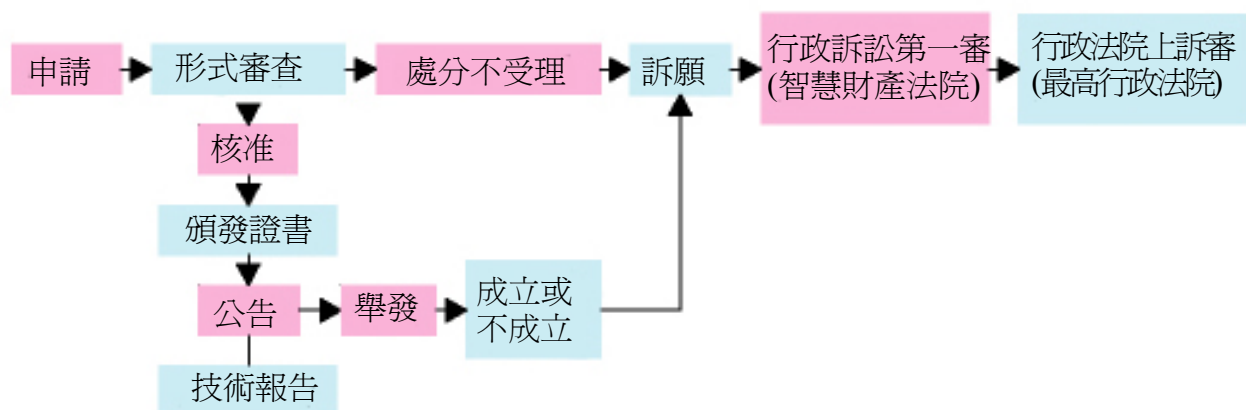 申請
形式審查
處分不受理
訴願
行政訴訟第一審
(智慧財產法院)
行政法院上訴審
(最高行政法院)
核准
頒發證書
公告
舉發
成立或
不成立
技術報告